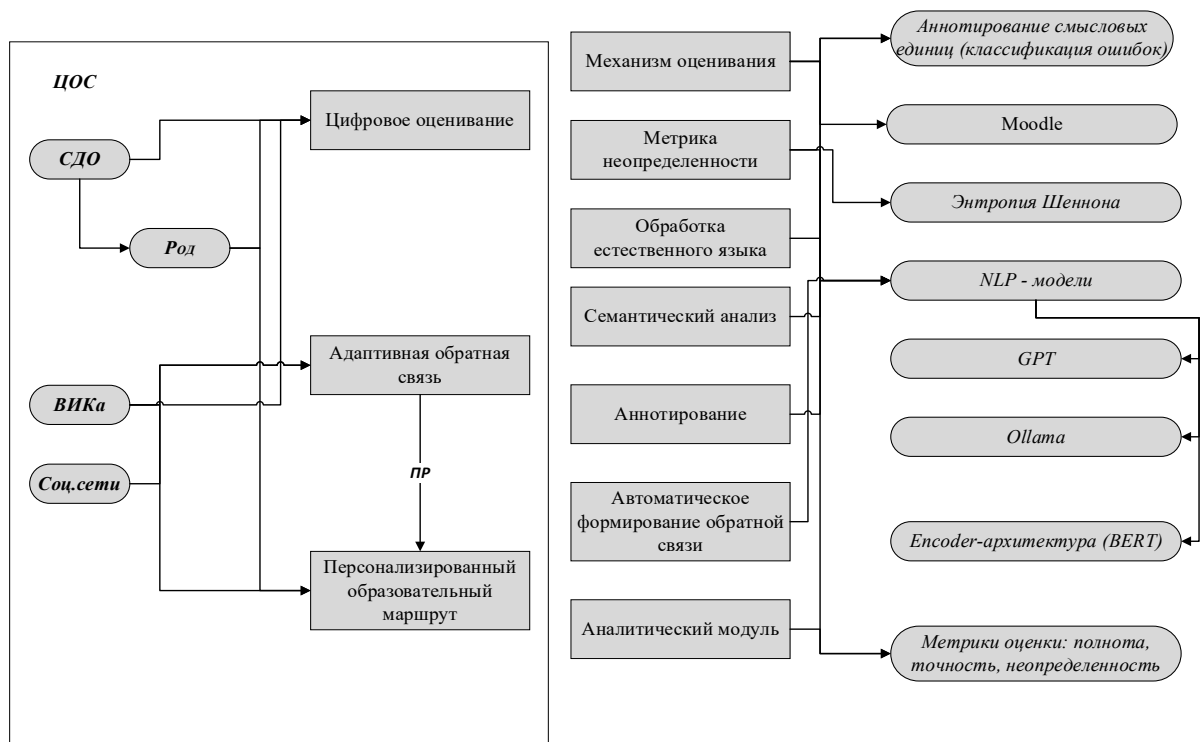 ЦОС
СДО
Род
ВИКа
Соц.сети
Цифровое оценивание
Адаптивная обратная
связь
ПР
Персонализированный
образовательный
маршрут
Механизм оценивания
Метрика
неопределенности
Обработка
естественного языка
Семантический анализ
Аннотирование
Автоматическое
формирование обратной
связи
Аналитический модуль
Аннотирование смысловых
единиц (классификация ошибок)
Moodle
Энтропия Шеннона
NLP - модели
GPT
Ollama
Encoder-архитектура (BERT)
Метрики оценки: полнота,
точность, неопределенность